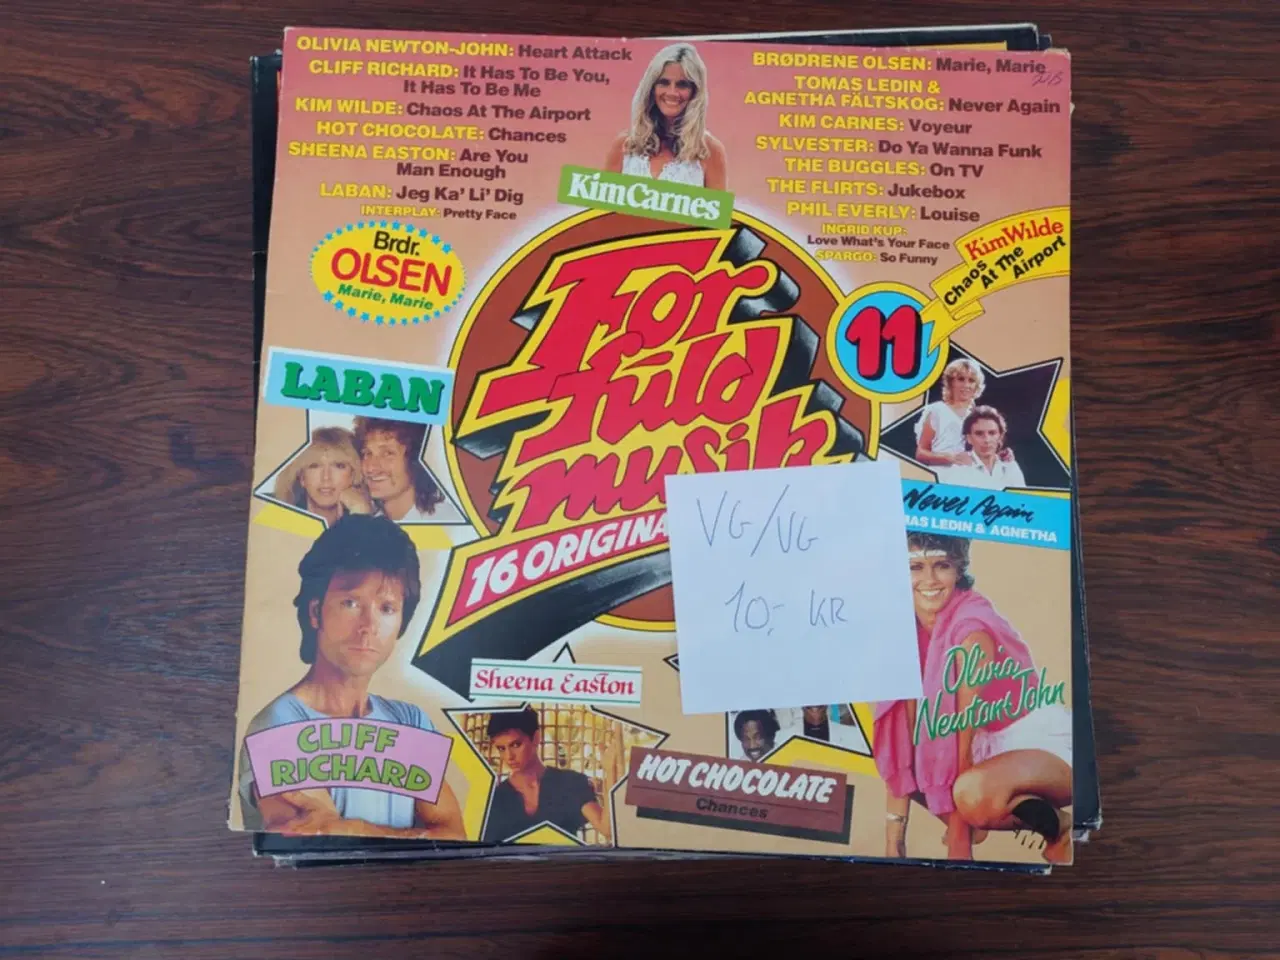 OLIVIA NEWTON-JOHN: Heart Attack
CLIFF RICHARD: It Has To Be You,
It Has To Be Me
KIM WILDE: Chaos At The Airport
HOT CHOCOLATE: Chances
SHEENA EASTON: Are You
Man Enough
LABAN: Jeg Ka' Li' Dig
INTERPLAY: Pretty Face
BRØDRENE OLSEN: Marie, Marie
TOMAS LEDIN &
AGNETHA FÄLTSKOG: Never Again
KIM CARNES: Voyeur
SYLVESTER: Do Ya Wanna Funk
THE BUGGLES: On TV
THE FLIRTS: Jukebox
PHIL EVERLY: Louise
INGRID KUP:
Love What's Your Face
SPARGO: So Funny
Kim Carnes
Brdr.
OLSEN
Marie, Marie
Kim Wilde
Chaos
At The
Airport
For
fuld
musik
11
LABAN
16 ORIGINA
Never Again
AS LEDIN & AGNETHA
VG/VG
10,- KR
Sheena Easton
Olivia
Newton John
CLIFF
RICHARD
HOT CHOCOLATE
Chances